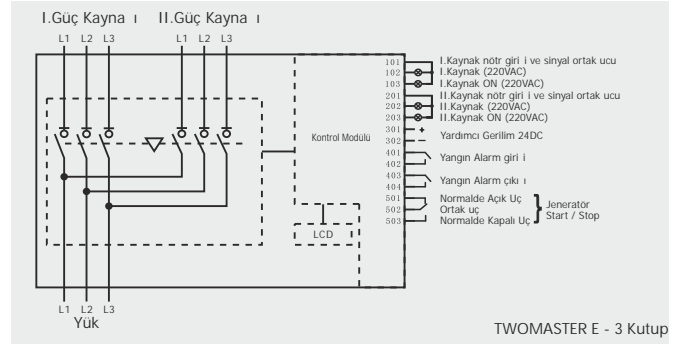 I.Güç Kayna ı II.Güç Kayna ı
L1 L2 L3 L1 L2 L3
101 I.Kaynak nötr giri i ve sinyal ortak ucu
102 I.Kaynak (220VAC)
103 I.Kaynak ON (220VAC)
201 II.Kaynak nötr giri i ve sinyal ortak ucu
202 II.Kaynak (220VAC)
203 II.Kaynak ON (220VAC)
301 +
Yardımcı Gerilim 24DC
302 −
Kontrol Modülü
401
Yangın Alarm giri i
402
403
Yangın Alarm çıkı ı
404
501 Normalde Açık Uç
502 Ortak uç
503 Normalde Kapalı Uç
} Jeneratör
Start / Stop
LCD
L1 L2 L3
Yük
TWOMASTER E - 3 Kutup